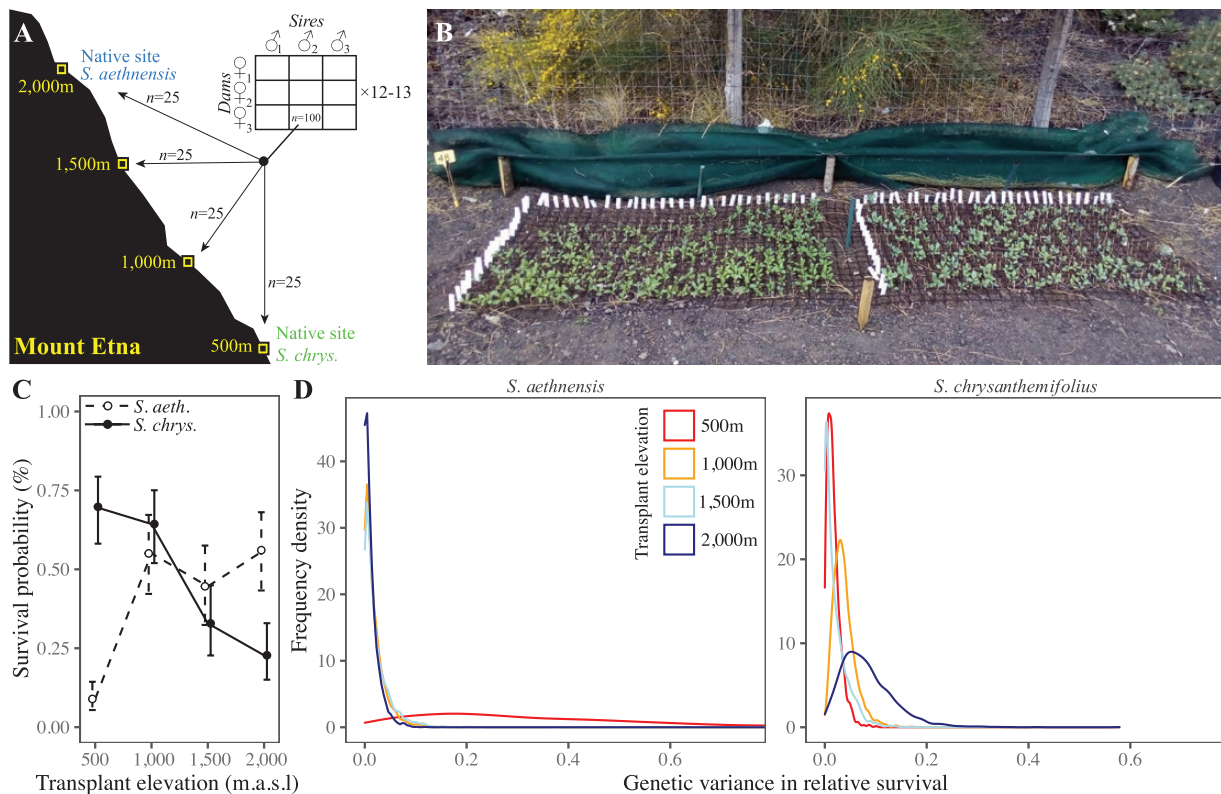 A
Sires
♂1 ♂2 ♂3
Dams
♀1
♀2
♀3
×12-13
n=100
Native site
S. aethnensis
2,000m
n=25
1,500m
n=25
n=25
1,000m
n=25
Native site
S. chrys.
500m
Mount Etna
B
C
S. aeth.
S. chrys.
1.00
0.75
0.50
0.25
0.00
Survival probability (%)
500 1,000 1,500 2,000
Transplant elevation (m.a.s.l)
D
S. aethnensis
S. chrysanthemifolius
Transplant elevation
500m
1,000m
1,500m
2,000m
Frequency density
40
30
20
10
0
0.0 0.2 0.4 0.6
30
20
10
0
0.0 0.2 0.4 0.6
Genetic variance in relative survival